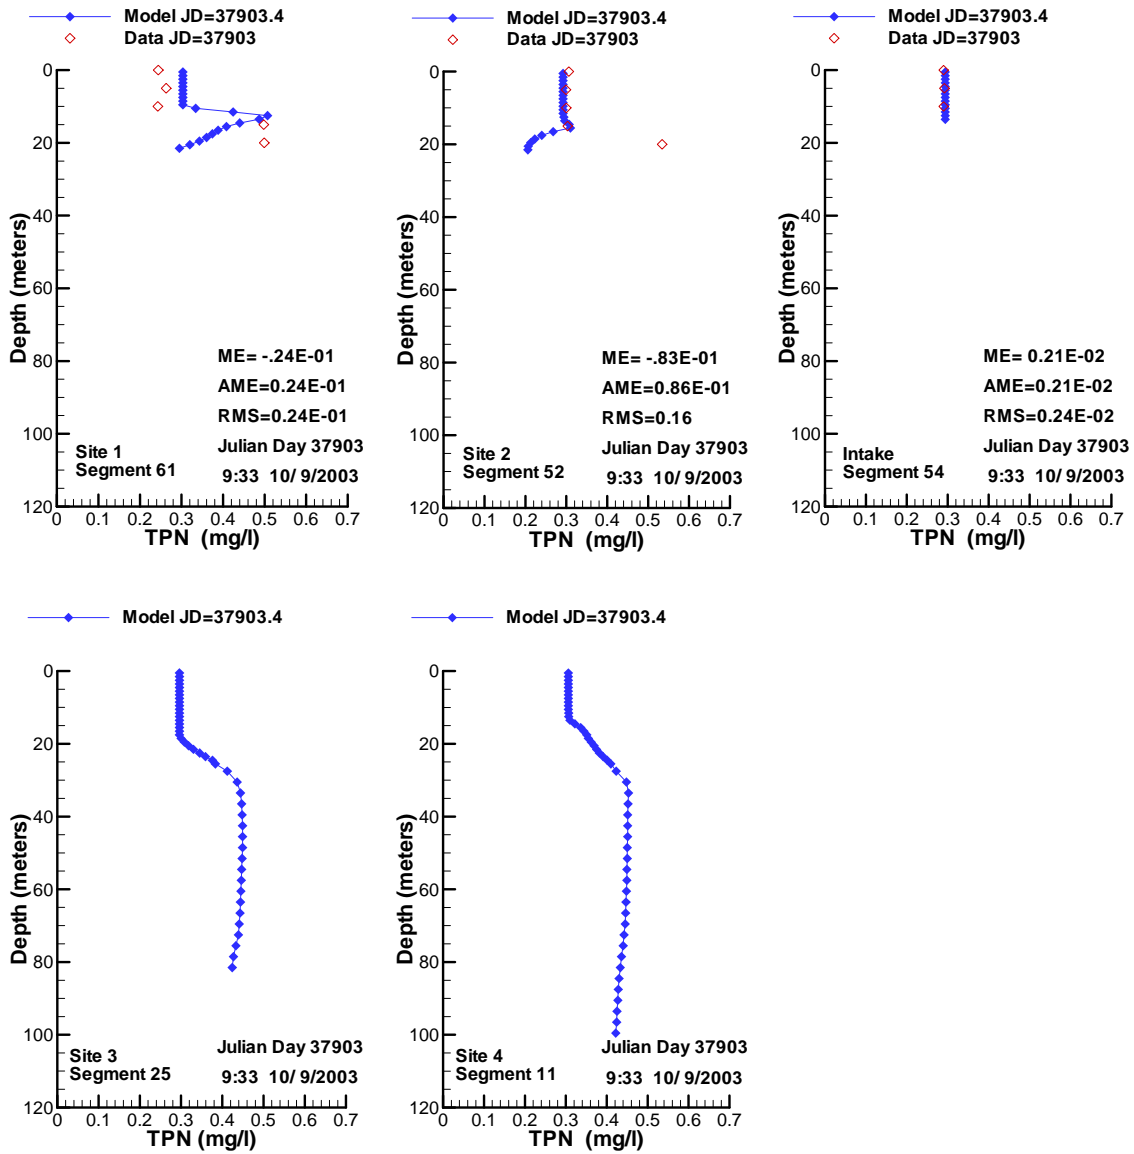 Model JD=37903.4
Data JD=37903
0
20
40
60
80
100
120
Depth (meters)
ME= -.24E-01
AME=0.24E-01
RMS=0.24E-01
Site 1
Segment 61
Julian Day 37903
9:33 10/ 9/2003
0 0.1 0.2 0.3 0.4 0.5 0.6 0.7
TPN (mg/l)
Model JD=37903.4
Data JD=37903
0
20
40
60
80
100
120
Depth (meters)
ME= -.83E-01
AME=0.86E-01
RMS=0.16
Site 2
Segment 52
Julian Day 37903
9:33 10/ 9/2003
0 0.1 0.2 0.3 0.4 0.5 0.6 0.7
TPN (mg/l)
Model JD=37903.4
Data JD=37903
0
20
40
60
80
100
120
Depth (meters)
ME= 0.21E-02
AME=0.21E-02
RMS=0.24E-02
Intake
Segment 54
Julian Day 37903
9:33 10/ 9/2003
0 0.1 0.2 0.3 0.4 0.5 0.6 0.7
TPN (mg/l)
Model JD=37903.4
0
20
40
60
80
100
120
Depth (meters)
Site 3
Segment 25
Julian Day 37903
9:33 10/ 9/2003
0 0.1 0.2 0.3 0.4 0.5 0.6 0.7
TPN (mg/l)
Model JD=37903.4
0
20
40
60
80
100
120
Depth (meters)
Site 4
Segment 11
Julian Day 37903
9:33 10/ 9/2003
0 0.1 0.2 0.3 0.4 0.5 0.6 0.7
TPN (mg/l)